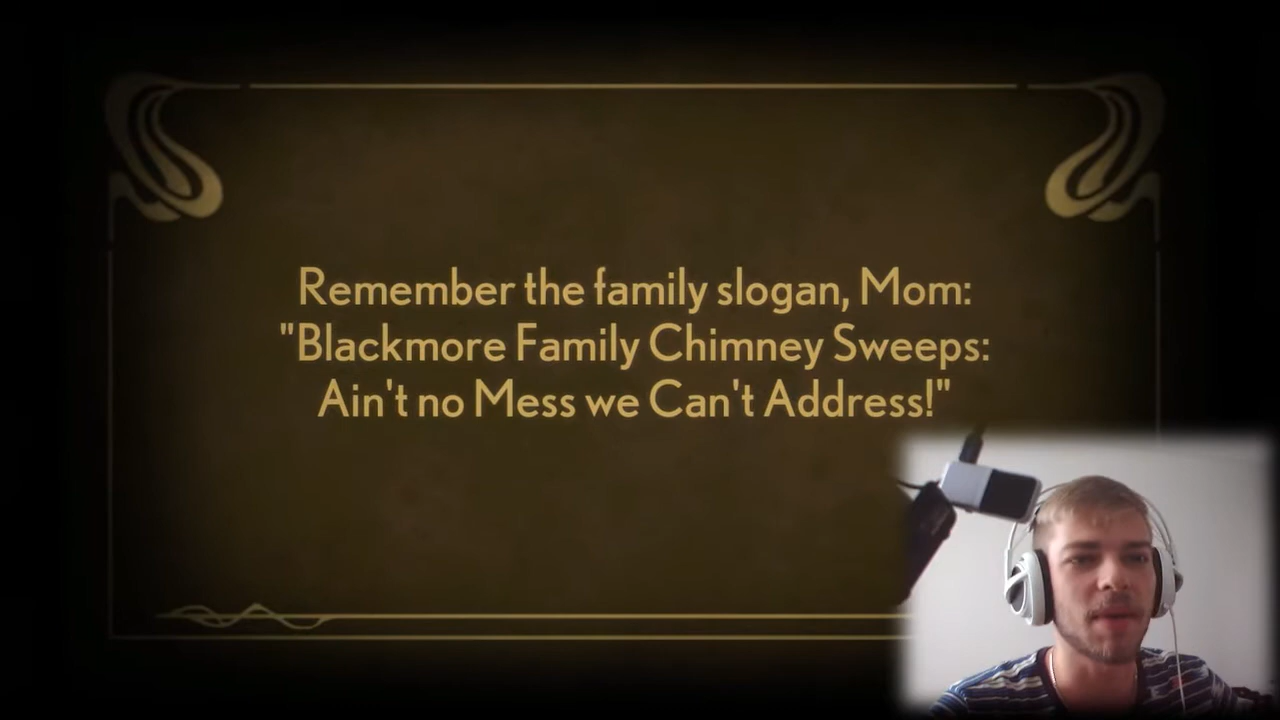 Remember the family slogan, Mom:
"Blackmore Family Chimney Sweeps:
Ain't no Mess we Can't Address!"